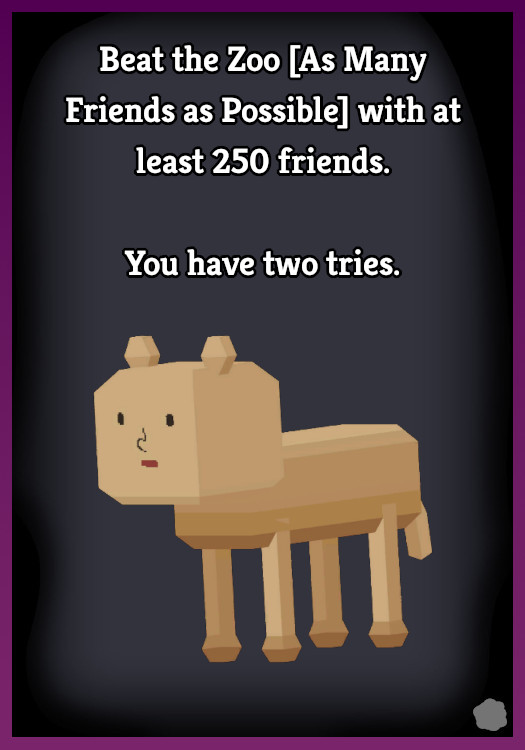 Beat the Zoo [As Many
Friends as Possible] with at
least 250 friends.
You have two tries.